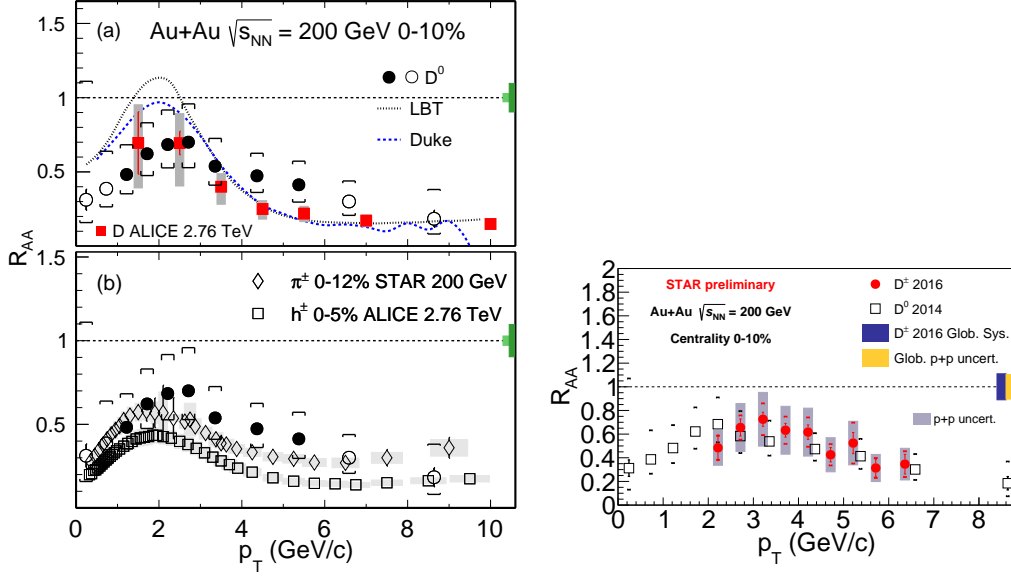 (a) Au+Au √s_NN = 200 GeV 0-10%
D⁰
LBT
Duke
D ALICE 2.76 TeV
1
0.5
R_AA
(b)
π± 0-12% STAR 200 GeV
h± 0-5% ALICE 2.76 TeV
1.5
1
0.5
0 2 4 6 8 10
p_T (GeV/c)
STAR preliminary
Au+Au √s_NN = 200 GeV
Centrality 0-10%
D± 2016
D⁰ 2014
D± 2016 Glob. Sys.
Glob. p+p uncert.
p+p uncert.
R_AA
2
1.8
1.6
1.4
1.2
1
0.8
0.6
0.4
0.2
0
0 1 2 3 4 5 6 7 8
p_T (GeV/c)